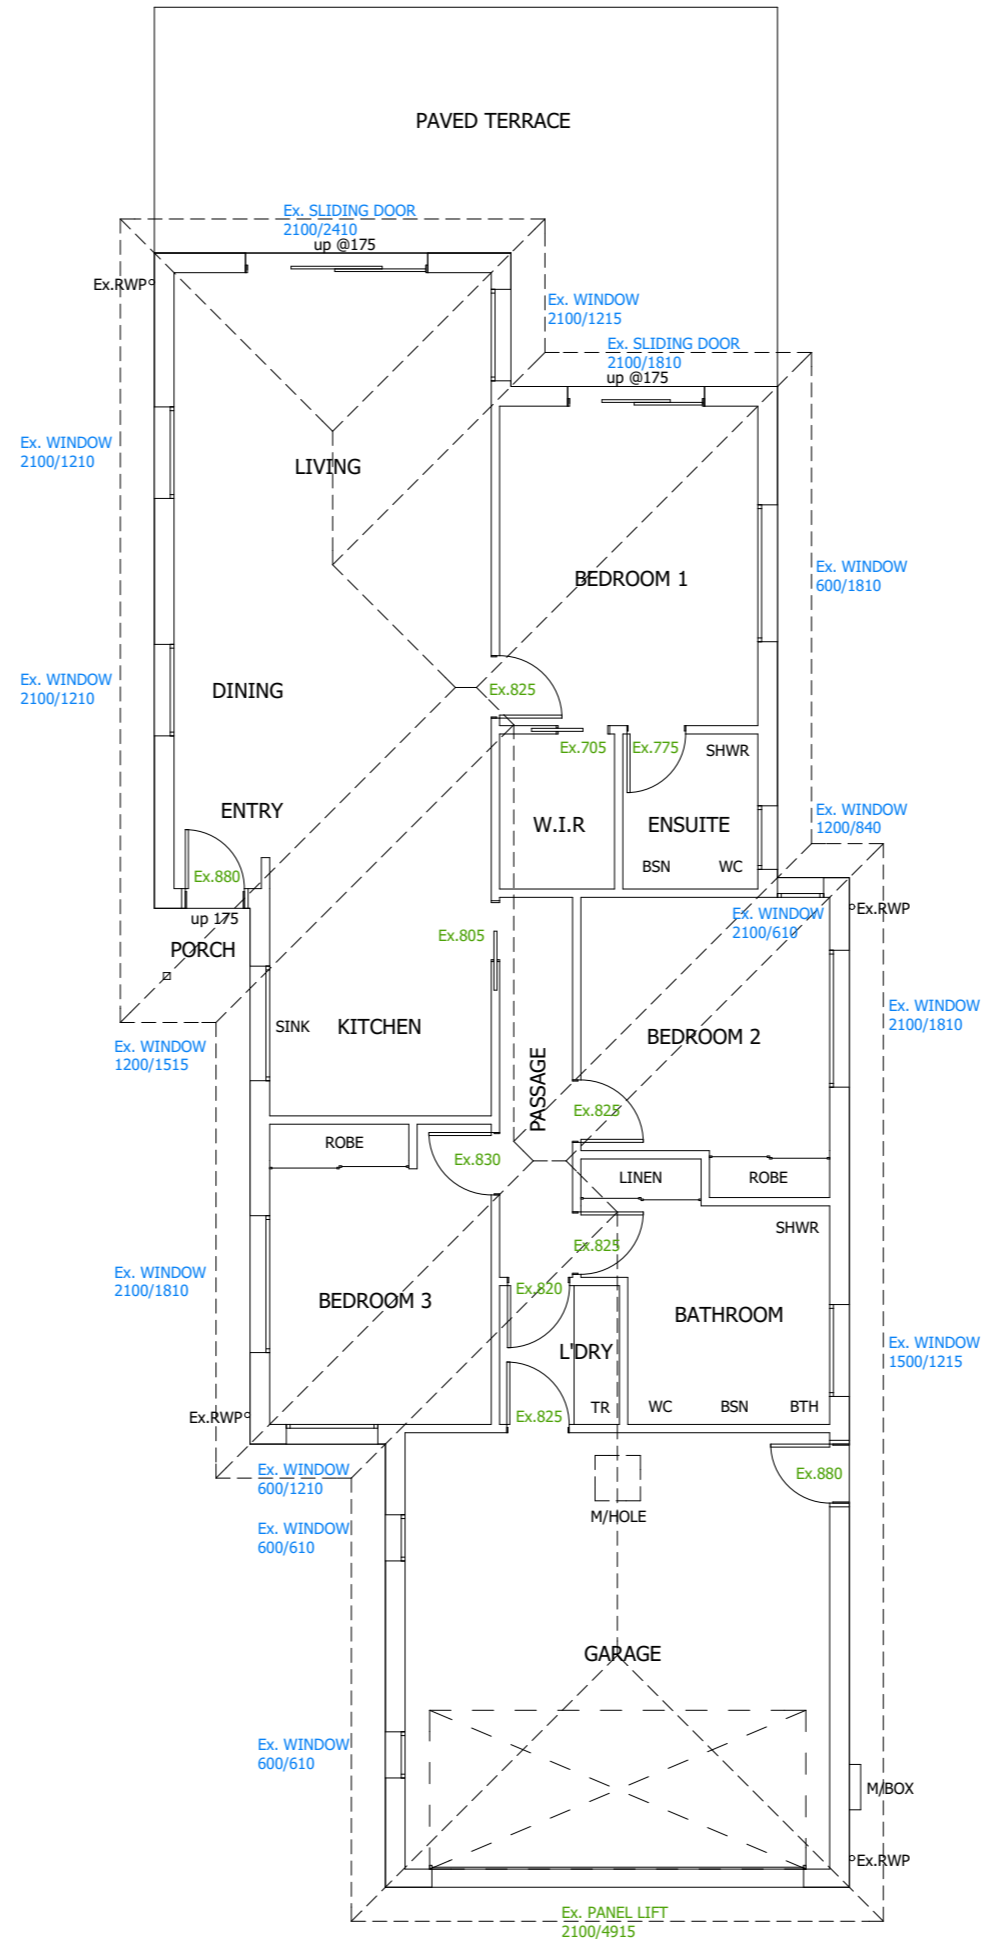 PAVED TERRACE
Ex. SLIDING DOOR
2100/2410
up @175
Ex.RWP
Ex. WINDOW
2100/1215
Ex. SLIDING DOOR
2100/1810
up @175
Ex. WINDOW
2100/1210
LIVING
BEDROOM 1
Ex. WINDOW
600/1810
Ex. WINDOW
2100/1210
DINING
Ex.825
Ex.705
Ex.775
SHWR
ENTRY
W.I.R
ENSUITE
Ex. WINDOW
1200/840
BSN
WC
Ex.880
up 175
PORCH
Ex.805
Ex. WINDOW
2100/610
Ex.RWP
SINK
KITCHEN
BEDROOM 2
Ex. WINDOW
2100/1810
Ex. WINDOW
1200/1515
PASSAGE
Ex.825
ROBE
Ex.830
LINEN
ROBE
SHWR
Ex.825
Ex. WINDOW
2100/1810
BEDROOM 3
Ex.820
BATHROOM
L'DRY
Ex. WINDOW
1500/1215
TR
WC
BSN
BTH
Ex.RWP
Ex.825
Ex. WINDOW
600/1210
Ex.880
M/HOLE
Ex. WINDOW
600/610
GARAGE
Ex. WINDOW
600/610
M/BOX
Ex.RWP
Ex. PANEL LIFT
2100/4915